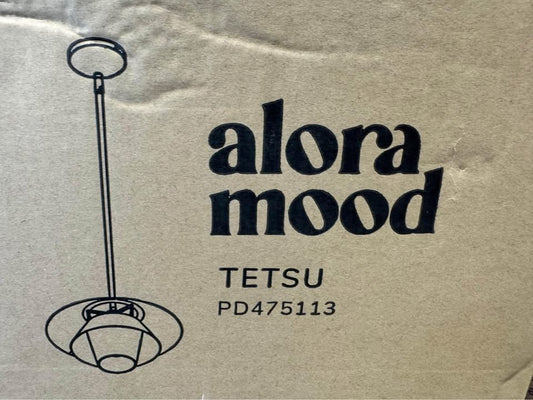 alora
mood
TETSU
PD475113